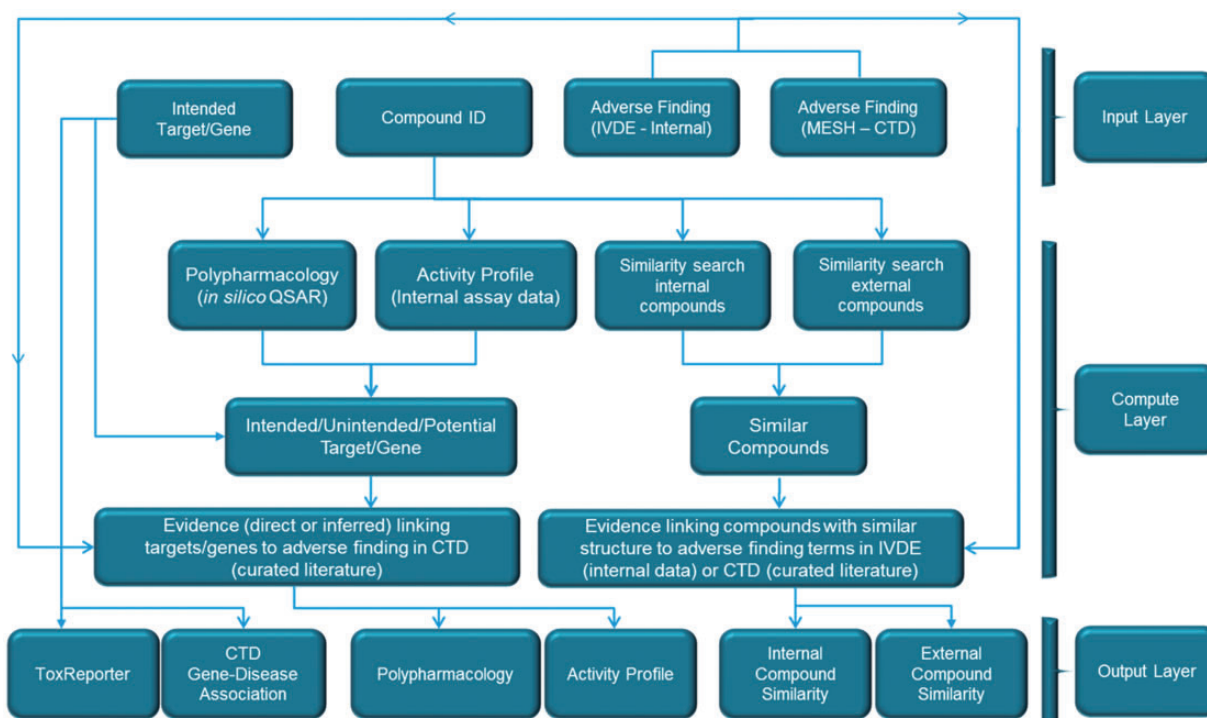 Intended
Target/Gene
Compound ID
Adverse Finding
(IVDE - Internal)
Adverse Finding
(MESH – CTD)
Input Layer
Polypharmacology
(in silico QSAR)
Activity Profile
(Internal assay data)
Similarity search
internal
compounds
Similarity search
external
compounds
Intended/Unintended/Potential
Target/Gene
Similar
Compounds
Compute
Layer
Evidence (direct or inferred) linking
targets/genes to adverse finding in CTD
(curated literature)
Evidence linking compounds with similar
structure to adverse finding terms in IVDE
(internal data) or CTD (curated literature)
ToxReporter
CTD
Gene-Disease
Association
Polypharmacology
Activity Profile
Internal
Compound
Similarity
External
Compound
Similarity
Output Layer